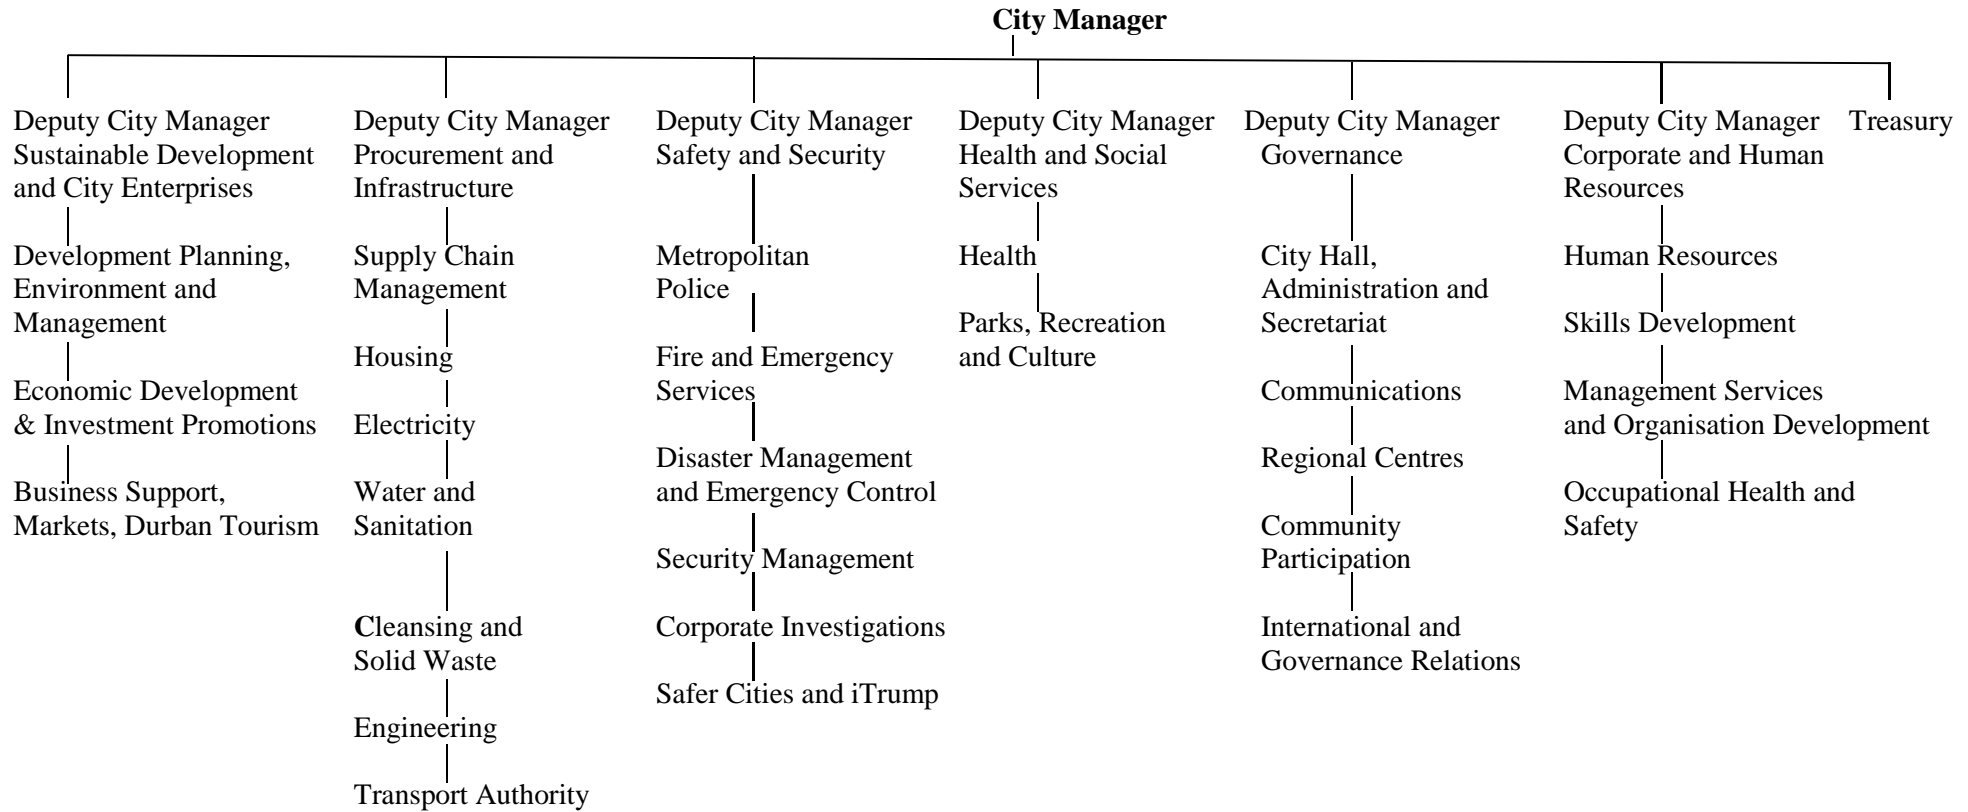 City Manager
Deputy City Manager
Sustainable Development
and City Enterprises
Development Planning,
Environment and
Management
Economic Development
& Investment Promotions
Business Support,
Markets, Durban Tourism
Deputy City Manager
Procurement and
Infrastructure
Supply Chain
Management
Housing
Electricity
Water and
Sanitation
Cleansing and
Solid Waste
Engineering
Transport Authority
Deputy City Manager
Safety and Security
Metropolitan
Police
Fire and Emergency
Services
Disaster Management
and Emergency Control
Security Management
Corporate Investigations
Safer Cities and iTrump
Deputy City Manager
Health and Social
Services
Health
Parks, Recreation
and Culture
Deputy City Manager
Governance
City Hall,
Administration and
Secretariat
Communications
Regional Centres
Community
Participation
International and
Governance Relations
Deputy City Manager
Corporate and Human
Resources
Human Resources
Skills Development
Management Services
and Organisation Development
Occupational Health and
Safety
Treasury